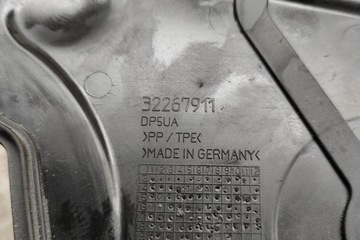 32267911
DP5UA
>PP / TPE<
>MADE IN GERMANY<